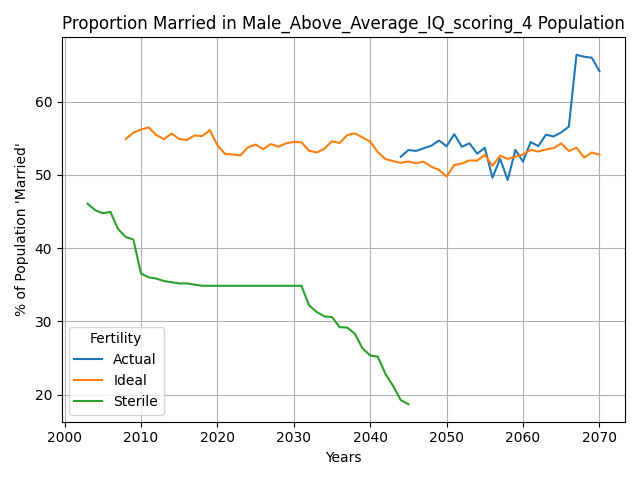 Proportion Married in Male_Above_Average_IQ_scoring_4 Population
% of Population 'Married'
60
50
40
30
20
Fertility
Actual
Ideal
Sterile
2000 2010 2020 2030 2040 2050 2060 2070
Years